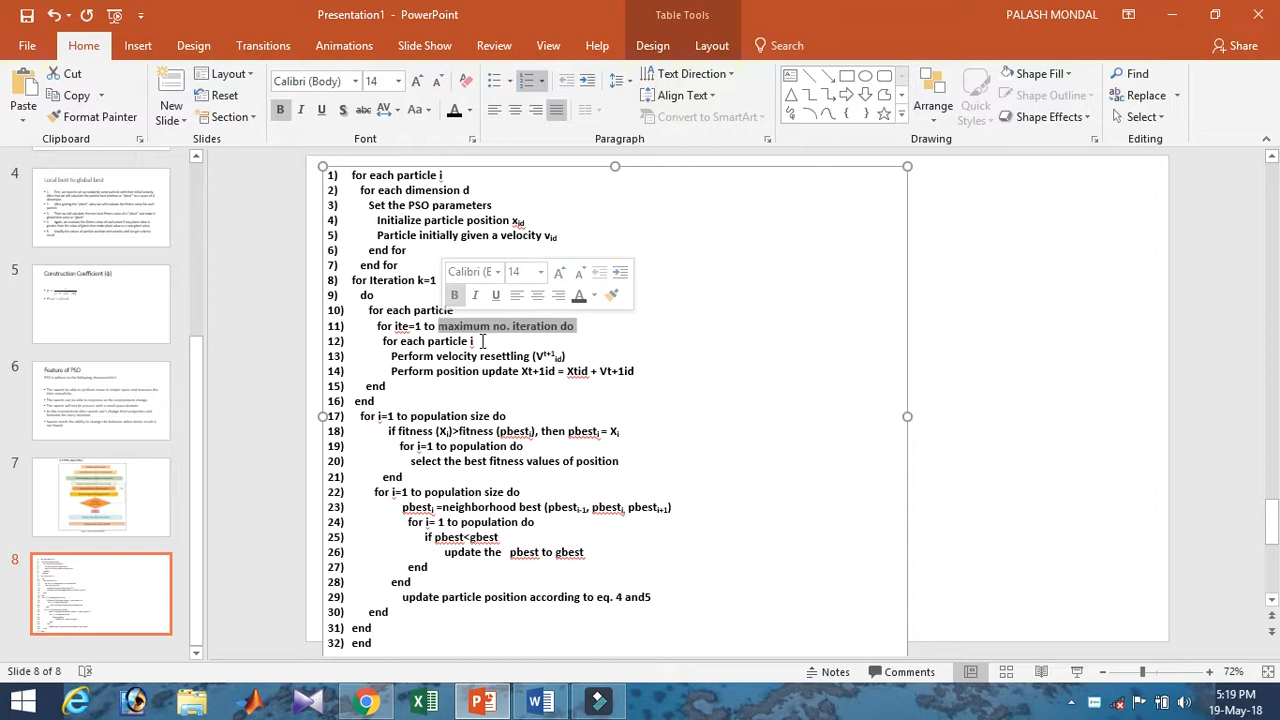 Presentation1 - PowerPoint
Table Tools
PALASH MONDAL
File
Home
Insert
Design
Transitions
Animations
Slide Show
Review
View
Help
Design
Layout
Search
Share
Paste
Cut
Copy
Format Painter
Clipboard
New
Slide
Layout
Reset
Section
Slides
Calibri (Body)
14
Font
Text Direction
Align Text
Convert to SmartArt
Paragraph
Arrange
Quick
Styles
Shape Fill
Shape Outline
Shape Effects
Drawing
Find
Replace
Select
Editing
4
Local best to global best
5
Construction Coefficient (ϕ)
6
Feature of PSO
7
8
1) for each particle i
2) for each dimension d
3) Set the PSO parameters
4) Initialize particle position xid
5) Particle initially given a velocity vid
6) end for
7) end for
8) for Iteration k=1
9) do
10) for each particle
11) for ite=1 to maximum no. iteration do
12) for each particle i
13) Perform velocity resettling (Vt+1id)
14) Perform position update Xt+1id = Xtid + Vt+1id
15) end
16) end
17) for i=1 to population size do
18) if fitness (Xi)>fitness (pbesti), then pbesti = Xi
19) for i=1 to population do
20) select the best fitness values of position
21) end
22) for i=1 to population size do
23) pbesti = neighborhood best (pbesti-1, pbesti, pbesti+1)
24) for i= 1 to population do
25) if pbest<gbest
26) update the pbest to gbest
27) end
28) end
29) update particle position according to eq. 4 and5
30) end
31) end
32) end
Calibri (E
14
Slide 8 of 8
Notes
Comments
72%
5:19 PM
19-May-18